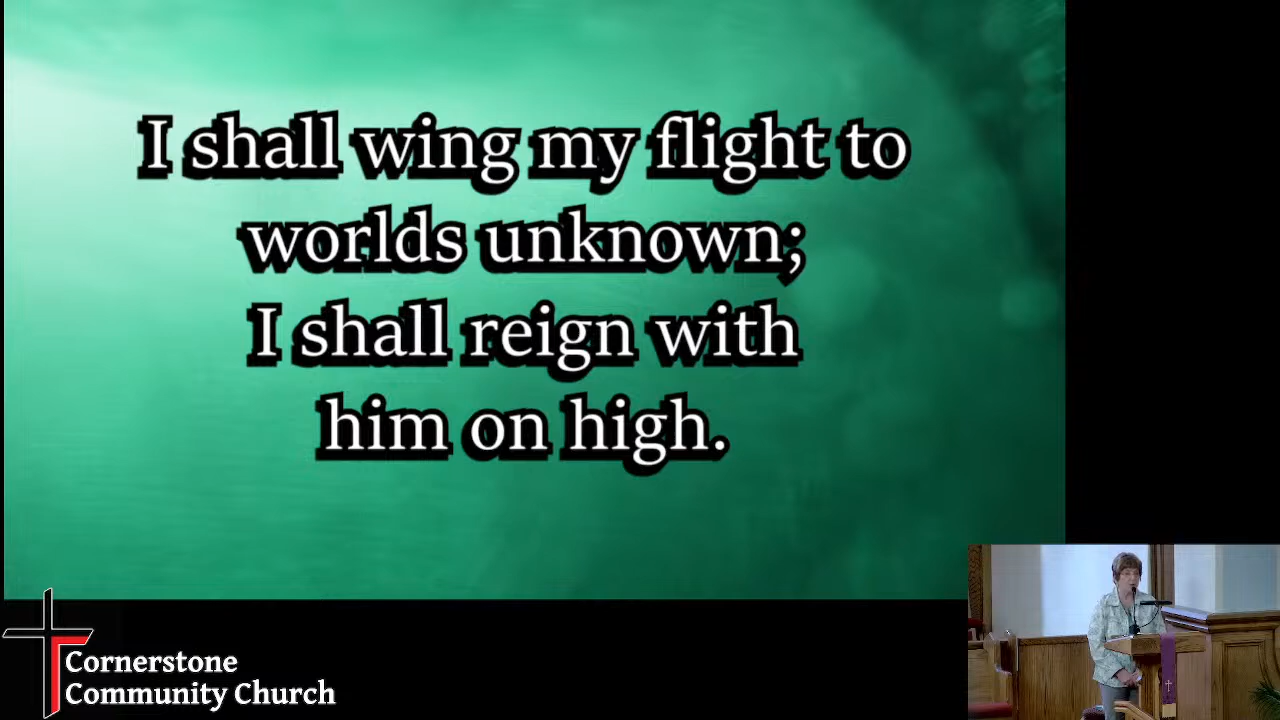 I shall wing my flight to
worlds unknown;
I shall reign with
him on high.
Cornerstone
Community Church